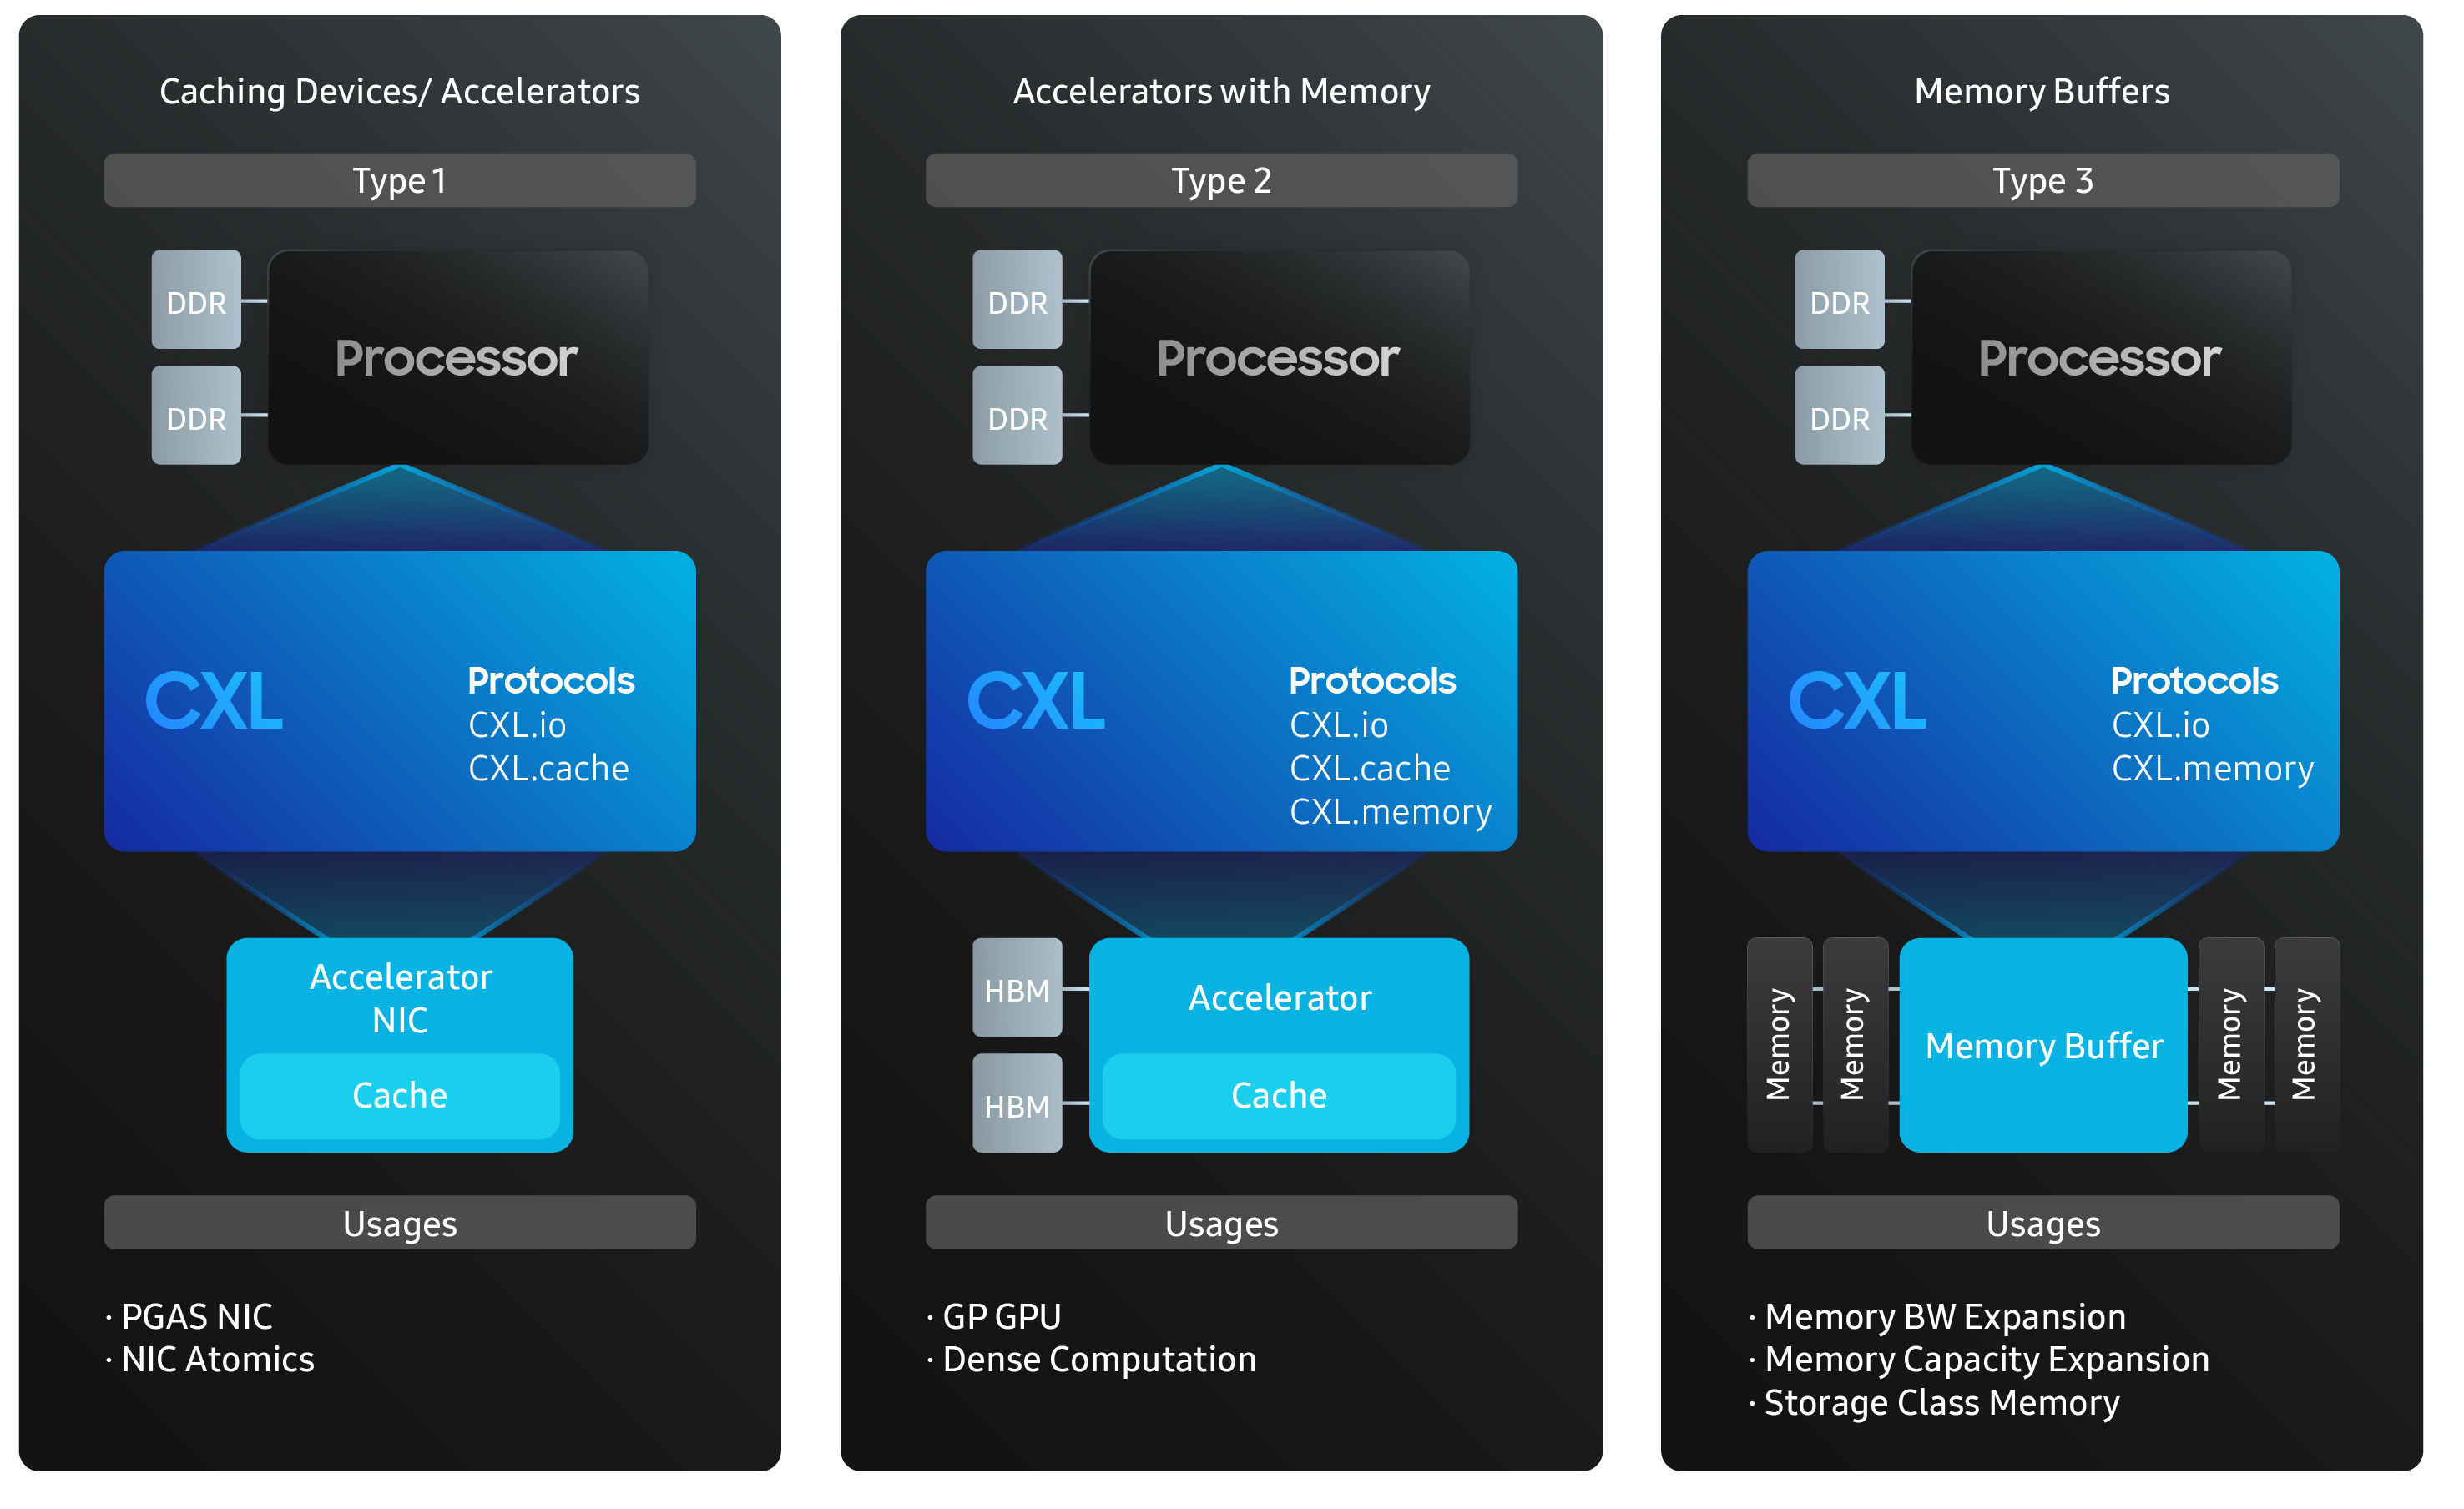 Caching Devices/ Accelerators
Type 1
DDR
DDR
Processor
CXL
Protocols
CXL.io
CXL.cache
Accelerator
NIC
Cache
Usages
· PGAS NIC
· NIC Atomics
Accelerators with Memory
Type 2
DDR
DDR
Processor
CXL
Protocols
CXL.io
CXL.cache
CXL.memory
HBM
HBM
Accelerator
Cache
Usages
· GP GPU
· Dense Computation
Memory Buffers
Type 3
DDR
DDR
Processor
CXL
Protocols
CXL.io
CXL.memory
Memory
Memory
Memory Buffer
Memory
Memory
Usages
· Memory BW Expansion
· Memory Capacity Expansion
· Storage Class Memory